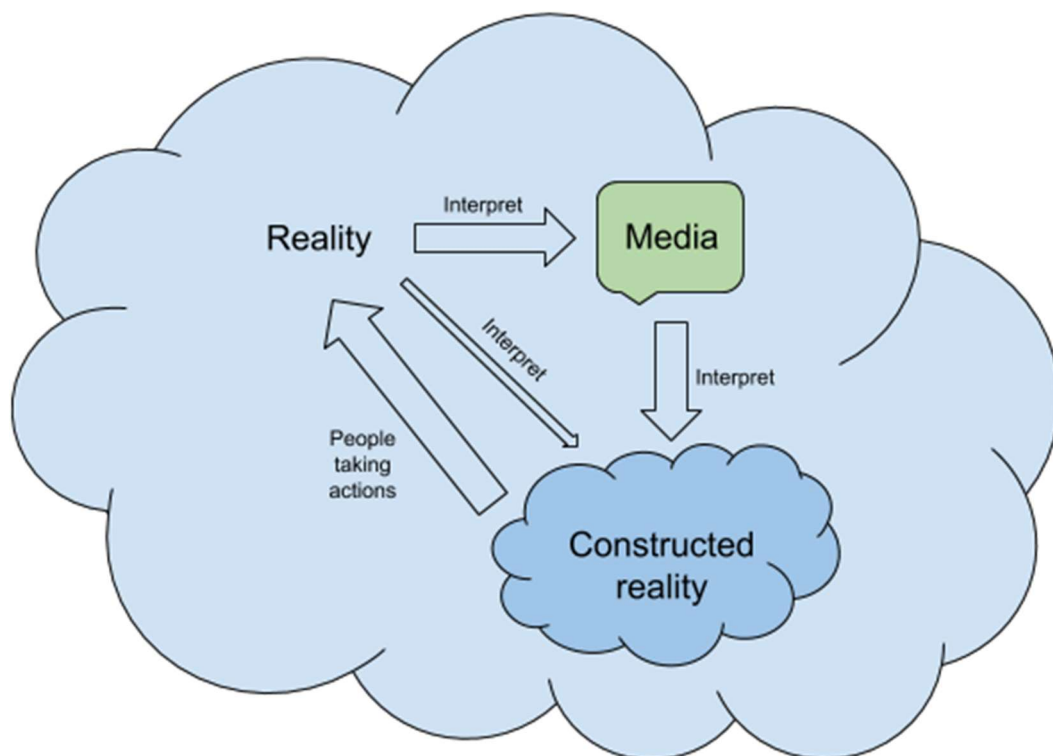 Interpret
Reality
Media
Interpret
Interpret
People
taking
actions
Constructed
reality